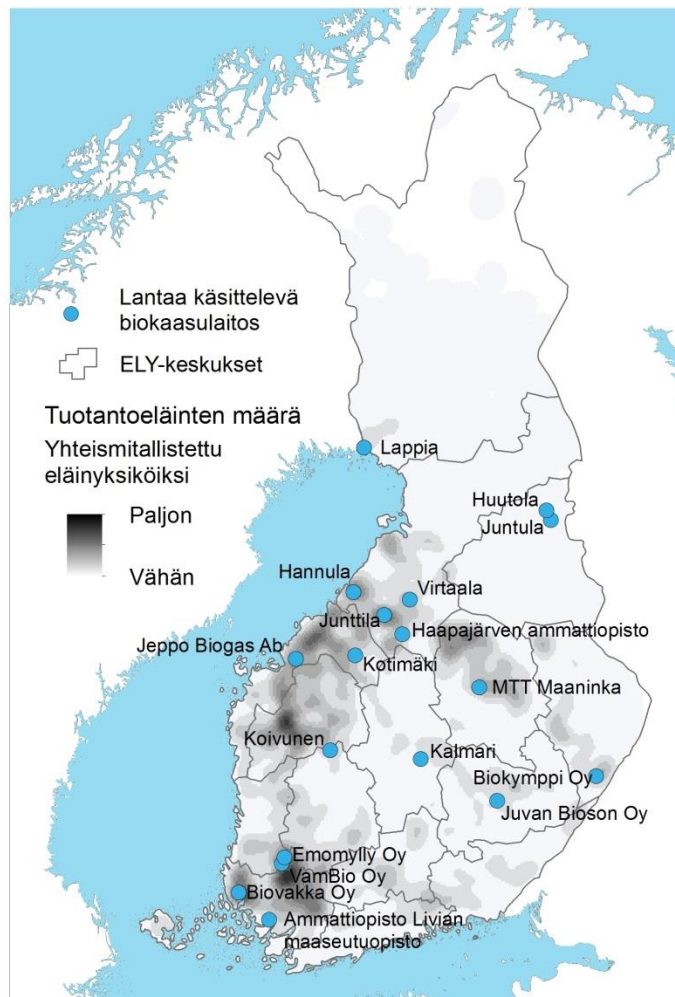 Lantaa käsittelevä
biokaasulaitos
ELY-keskukset
Tuotantoeläinten määrä
Yhteismitallistettu
eläinyksiköiksi
Paljon
Vähän
Lappia
Huutola
Juntula
Hannula
Virtaala
Junttila
Haapajärven ammattiopisto
Jeppo Biogas Ab
Kotimäki
MTT Maaninka
Koivunen
Kalmari
Biokymppi Oy
Juvan Bioson Oy
Emomylly Oy
VamBio Oy
Biovakka Oy
Ammattiopisto Livian
maaseutuopisto